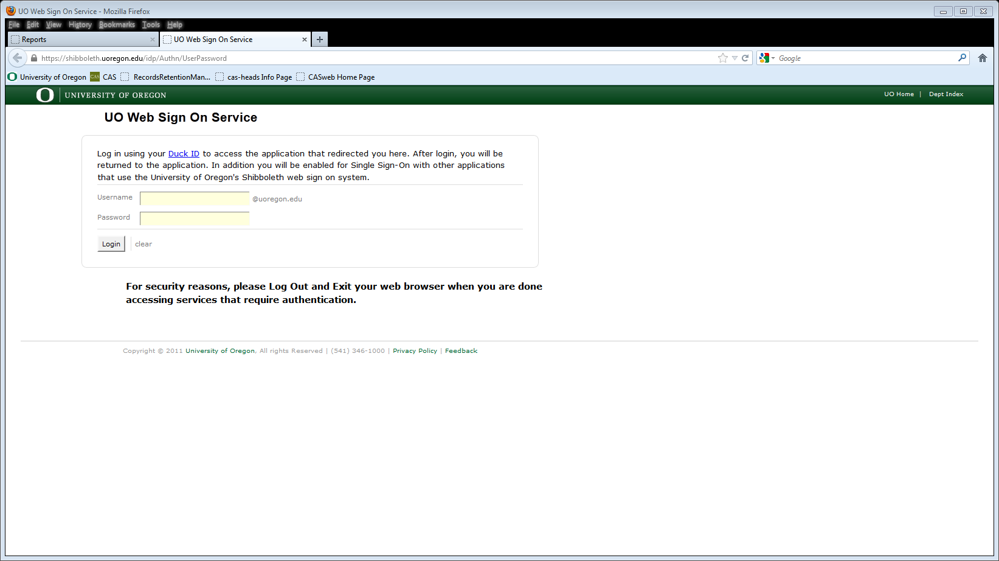 UO Web Sign On Service - Mozilla Firefox
File Edit View History Bookmarks Tools Help
Reports
UO Web Sign On Service
https://shibboleth.uoregon.edu/idp/Authn/UserPassword
Google
University of Oregon CAS CAS RecordsRetentionMan... cas-heads Info Page CASweb Home Page
O UNIVERSITY OF OREGON
UO Home | Dept Index
UO Web Sign On Service
Log in using your Duck ID to access the application that redirected you here. After login, you will be
returned to the application. In addition you will be enabled for Single Sign-On with other applications
that use the University of Oregon's Shibboleth web sign on system.
Username @uoregon.edu
Password
Login clear
For security reasons, please Log Out and Exit your web browser when you are done
accessing services that require authentication.
Copyright © 2011 University of Oregon, All rights Reserved | (541) 346-1000 | Privacy Policy | Feedback